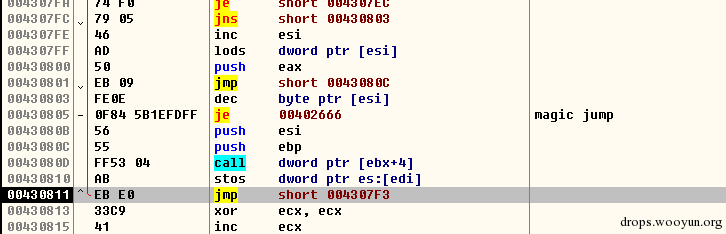 004307FA 74 F0 je short 004307EC
004307FC 79 05 jns short 00430803
004307FE 46 inc esi
004307FF AD lods dword ptr [esi]
00430800 50 push eax
00430801 EB 09 jmp short 0043080C
00430803 FE0E dec byte ptr [esi]
00430805 - 0F84 5B1EFDFF je 00402666 magic jump
0043080B 56 push esi
0043080C 55 push ebp
0043080D FF53 04 call dword ptr [ebx+4]
00430810 AB stos dword ptr es:[edi]
00430811 ^ EB E0 jmp short 004307F3
00430813 33C9 xor ecx, ecx
00430815 41 inc ecx
drops.wooyun.org